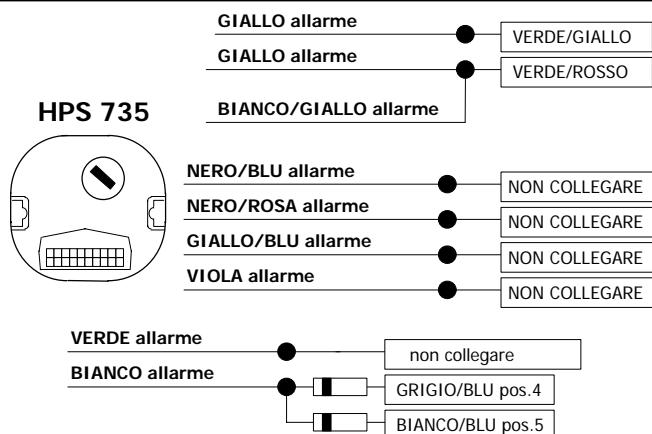 GIALLO allarme
VERDE/GIALLO
GIALLO allarme
VERDE/ROSSO
HPS 735
BIANCO/GIALLO allarme
NERO/BLU allarme
NON COLLEGARE
NERO/ROSA allarme
NON COLLEGARE
GIALLO/BLU allarme
NON COLLEGARE
VIOLA allarme
NON COLLEGARE
VERDE allarme
non collegare
BIANCO allarme
GRIGIO/BLU pos.4
BIANCO/BLU pos.5